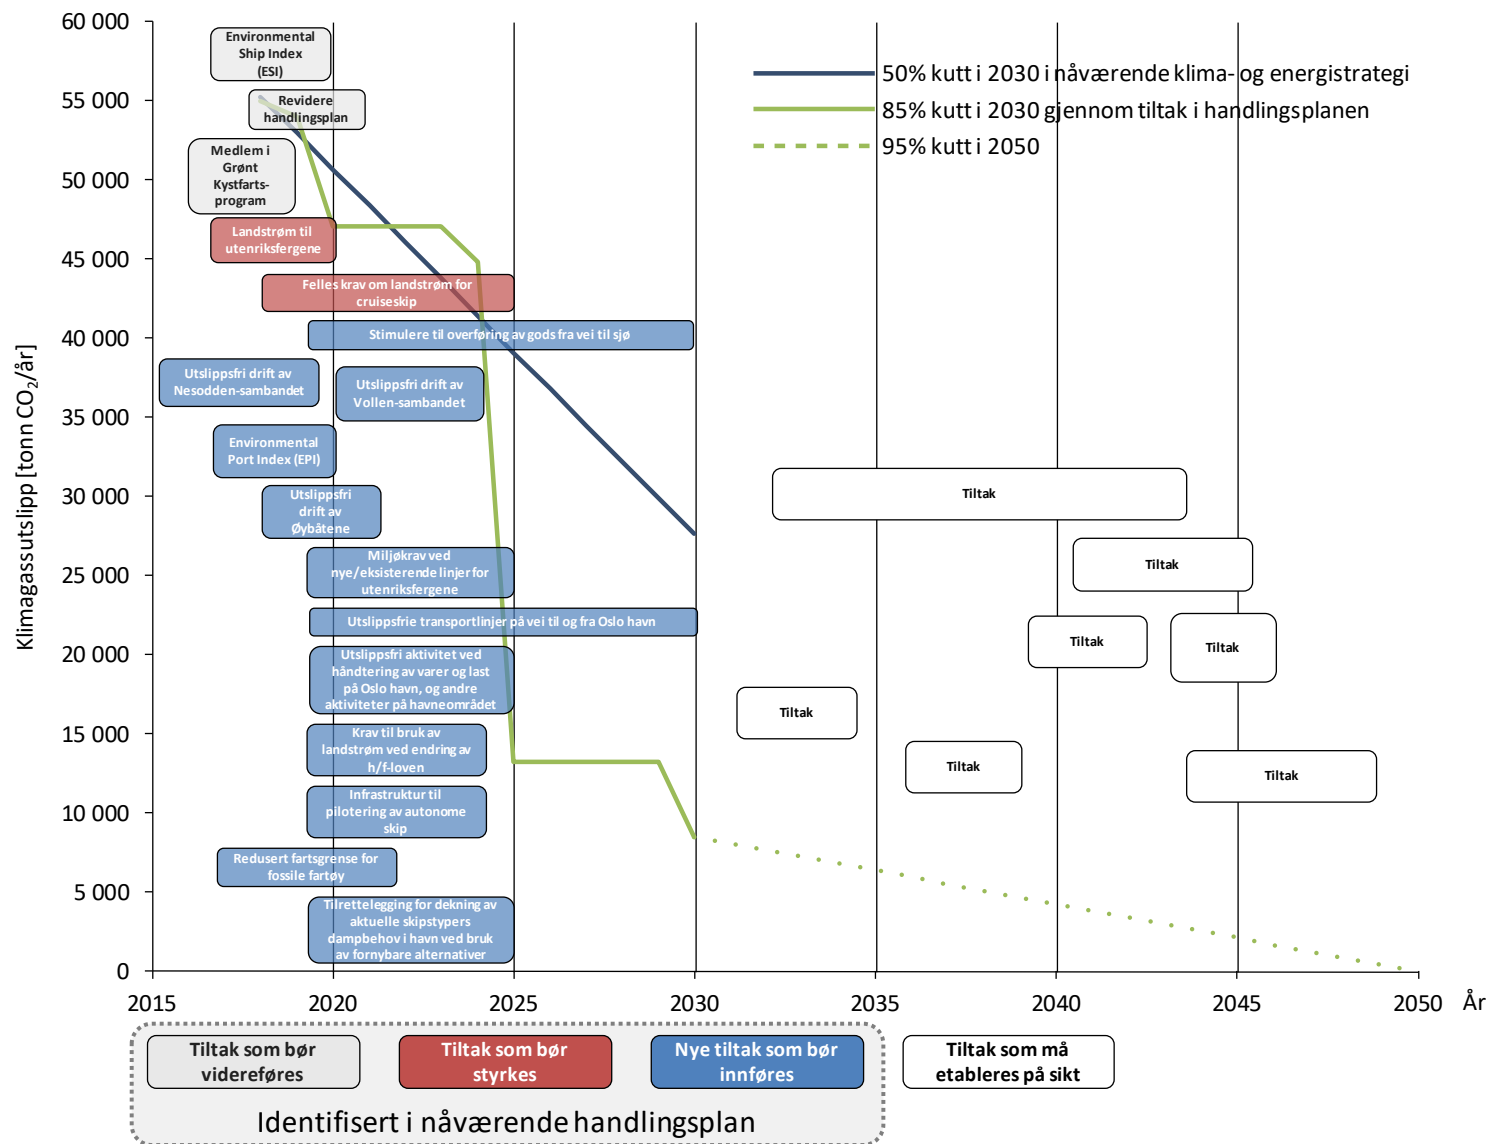 60 000
55 000
50 000
45 000
40 000
35 000
30 000
25 000
20 000
15 000
10 000
5 000
0
Klimagassutslipp [tonn CO₂/år]
50% kutt i 2030 i nåværende klima- og energistrategi
85% kutt i 2030 gjennom tiltak i handlingsplanen
95% kutt i 2050
Environmental
Ship Index
(ESI)
Revidere
handlingsplan
Medlem i
Grønt
Kystfarts-
program
Landstrøm til
utenriksfergene
Felles krav om landstrøm for
cruiseskip
Stimulere til overføring av gods fra vei til sjø
Utslippsfri drift av
Nesodden-sambandet
Utslippsfri drift av
Vollen-sambandet
Environmental
Port Index (EPI)
Utslippsfri
drift av
Øybåtene
Miljøkrav ved
nye/eksisterende linjer for
utenriksfergene
Utslippsfrie transportlinjer på vei til og fra Oslo havn
Utslippsfri aktivitet ved
håndtering av varer og last
på Oslo havn, og andre
aktiviteter på havneområdet
Krav til bruk av
landstrøm ved endring av
h/f-loven
Infrastruktur til
pilotering av autonome
skip
Redusert fartsgrense for
fossile fartøy
Tilrettelegging for dekning av
aktuelle skipstypers
dampbehov i havn ved bruk
av fornybare alternativer
Tiltak
Tiltak
Tiltak
Tiltak
Tiltak
Tiltak
Tiltak
2015
2020
2025
2030
2035
2040
2045
2050
År
Tiltak som bør
videreføres
Tiltak som bør
styrkes
Nye tiltak som bør
innføres
Tiltak som må
etableres på sikt
Identifisert i nåværende handlingsplan